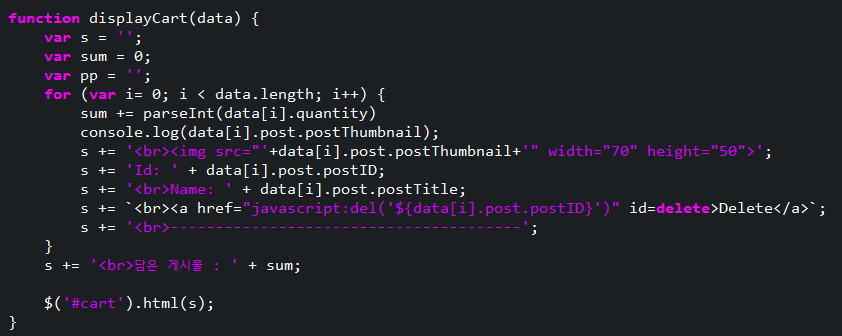 function displayCart(data) {
    var s = '';
    var sum = 0;
    var pp = '';
    for (var i= 0; i < data.length; i++) {
        sum += parseInt(data[i].quantity)
        console.log(data[i].post.postThumbnail);
        s += '<br><img src="'+data[i].post.postThumbnail+'" width="70" height="50">';
        s += 'Id: ' + data[i].post.postID;
        s += '<br>Name: ' + data[i].post.postTitle;
        s += `<br><a href="javascript:del('${data[i].post.postID}')" id=delete>Delete</a>`;
        s += '<br>---------------------------------------';
    }
    s += '<br>담은 게시물 : ' + sum;

    $('#cart').html(s);
}